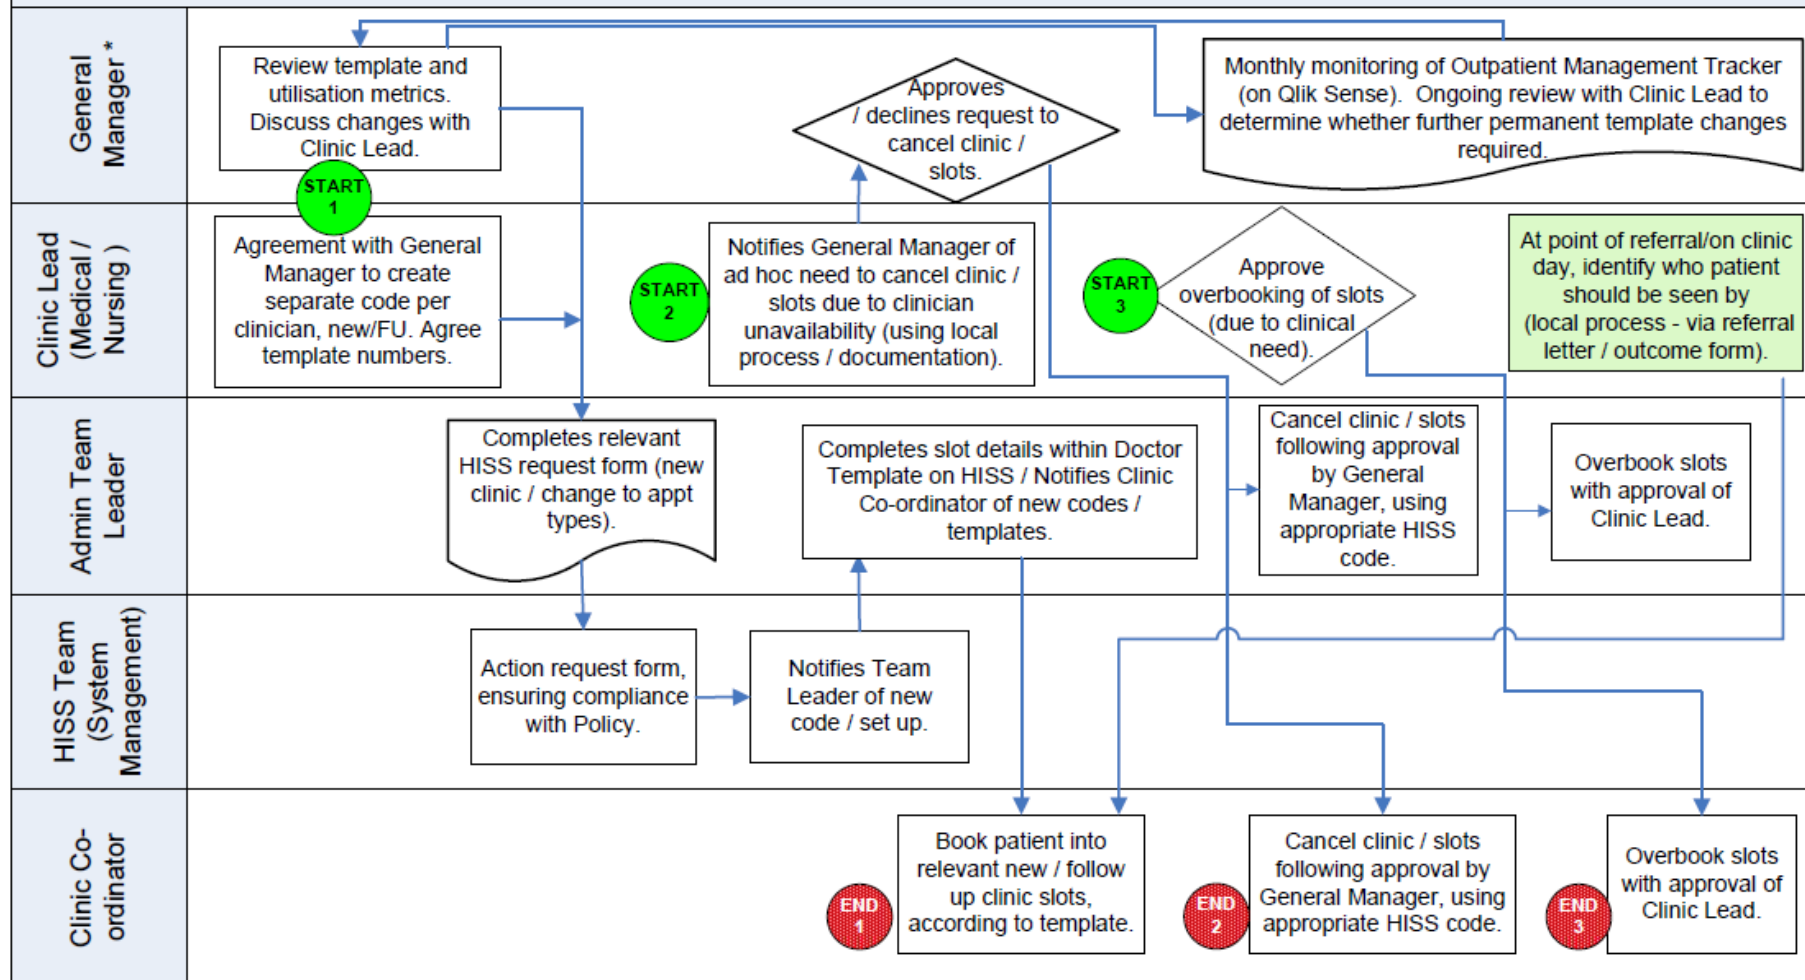 General
Manager *
Review template and
utilisation metrics.
Discuss changes with
Clinic Lead.
START
1
Approves
/ declines request to
cancel clinic /
slots.
Monthly monitoring of Outpatient Management Tracker
(on Qlik Sense).  Ongoing review with Clinic Lead to
determine whether further permanent template changes
required.
Clinic Lead
(Medical /
Nursing )
Agreement with General
Manager to create
separate code per
clinician, new/FU. Agree
template numbers.
START
2
Notifies General Manager of
ad hoc need to cancel clinic /
slots due to clinician
unavailability (using local
process / documentation).
START
3
Approve
overbooking of slots
(due to clinical
need).
At point of referral/on clinic
day, identify who patient
should be seen by
(local process - via referral
letter / outcome form).
Admin Team
Leader
Completes relevant
HISS request form (new
clinic / change to appt
types).
Completes slot details within Doctor
Template on HISS / Notifies Clinic
Co-ordinator of new codes /
templates.
Cancel clinic / slots
following approval
by General
Manager, using
appropriate HISS
code.
Overbook slots
with approval of
Clinic Lead.
HISS Team
(System
Management)
Action request form,
ensuring compliance
with Policy.
Notifies Team
Leader of new
code / set up.
Clinic Co-
ordinator
END
1
Book patient into
relevant new / follow
up clinic slots,
according to template.
END
2
Cancel clinic / slots
following approval by
General Manager, using
appropriate HISS code.
END
3
Overbook slots
with approval of
Clinic Lead.